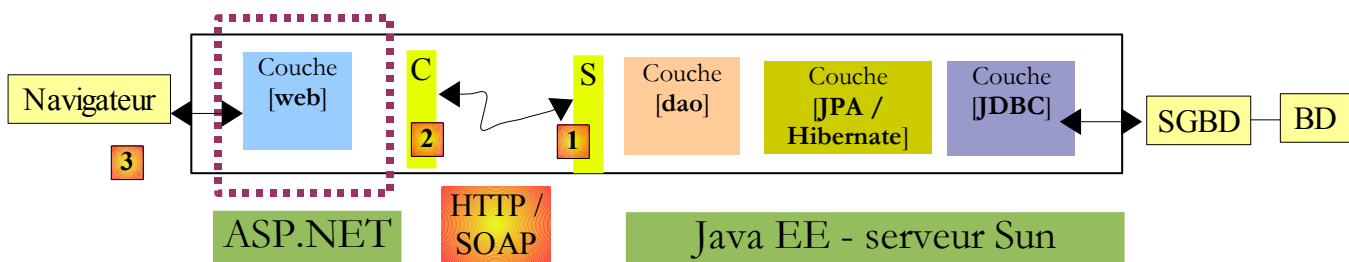 Navigateur
3
Couche
[web]
C
2
S
1
Couche
[dao]
Couche
[JPA /
Hibernate]
Couche
[JDBC]
SGBD
BD
ASP.NET
HTTP /
SOAP
Java EE - serveur Sun